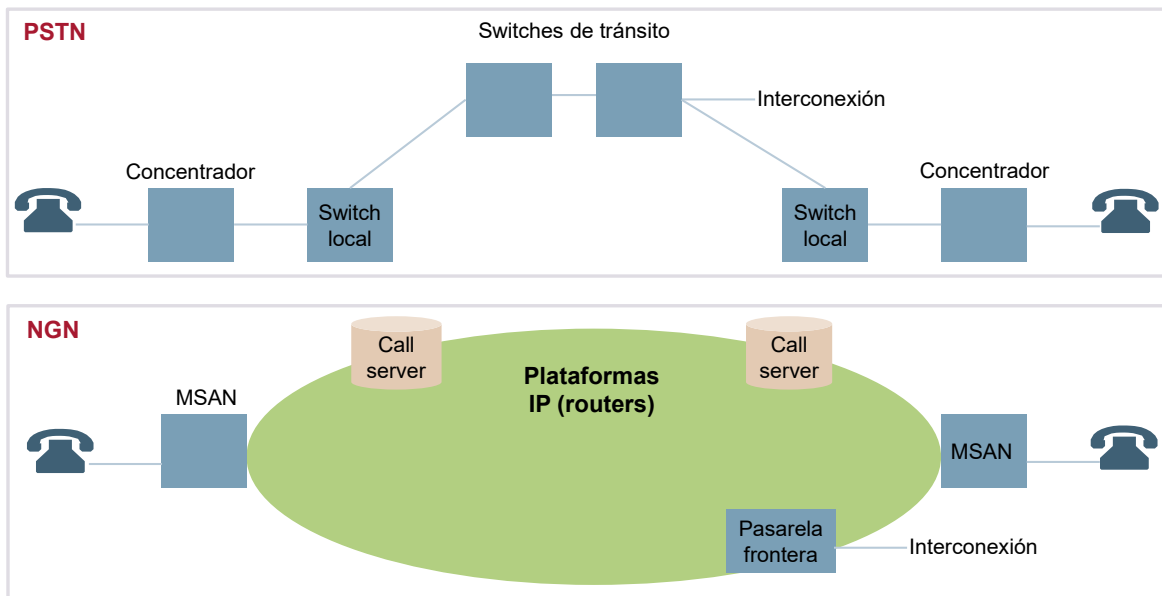 PSTN
Switches de tránsito
Interconexión
Concentrador
Concentrador
Switch
local
Switch
local
NGN
Call
server
Call
server
Plataformas
IP (routers)
MSAN
MSAN
Pasarela
frontera
Interconexión